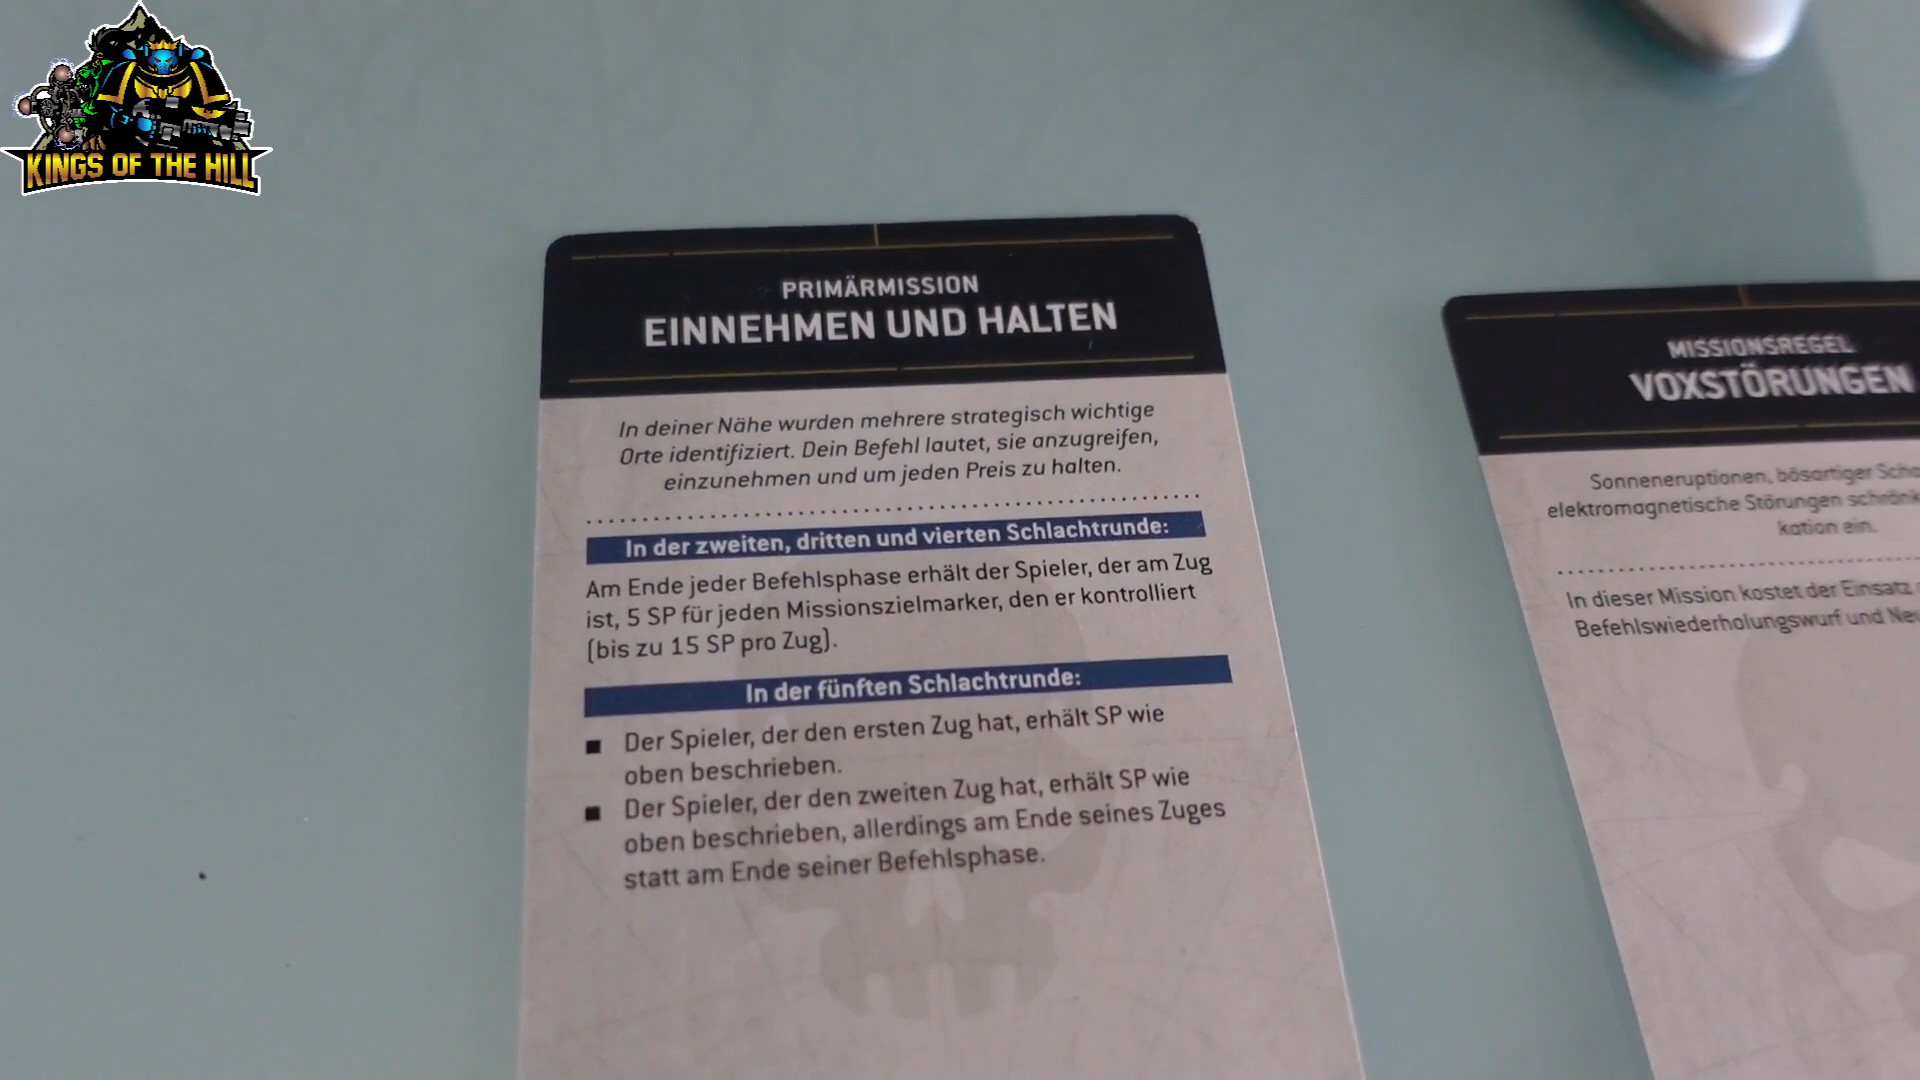 KINGS OF THE HILL
PRIMÄRMISSION
EINNEHMEN UND HALTEN
In deiner Nähe wurden mehrere strategisch wichtige
Orte identifiziert. Dein Befehl lautet, sie anzugreifen,
einzunehmen und um jeden Preis zu halten.
In der zweiten, dritten und vierten Schlachtrunde:
Am Ende jeder Befehlsphase erhält der Spieler, der am Zug
ist, 5 SP für jeden Missionszielmarker, den er kontrolliert
(bis zu 15 SP pro Zug).
In der fünften Schlachtrunde:
■ Der Spieler, der den ersten Zug hat, erhält SP wie
oben beschrieben.
■ Der Spieler, der den zweiten Zug hat, erhält SP wie
oben beschrieben, allerdings am Ende seines Zuges
statt am Ende seiner Befehlsphase.
MISSIONSREGEL
VOXSTÖRUNGEN
Sonneneruptionen, bösartiger
elektromagnetische Störungen
kation ein.
In dieser Mission kostet der Einsatz
Befehlswiederholungswurf und